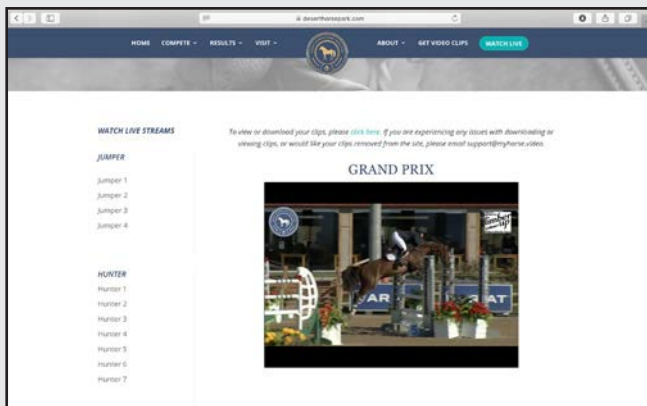 deserthorsepark.com
HOME COMPETE RESULTS VISIT ABOUT GET VIDEO CLIPS WATCH LIVE
WATCH LIVE STREAMS
To view or download your clips, please click here. If you are experiencing any issues with downloading or
viewing clips, or would like your clips removed from the site, please email support@myhorse.video.
JUMPER
GRAND PRIX
Jumper 1
Jumper 2
Jumper 3
Jumper 4
HUNTER
Hunter 1
Hunter 2
Hunter 3
Hunter 4
Hunter 5
Hunter 6
Hunter 7